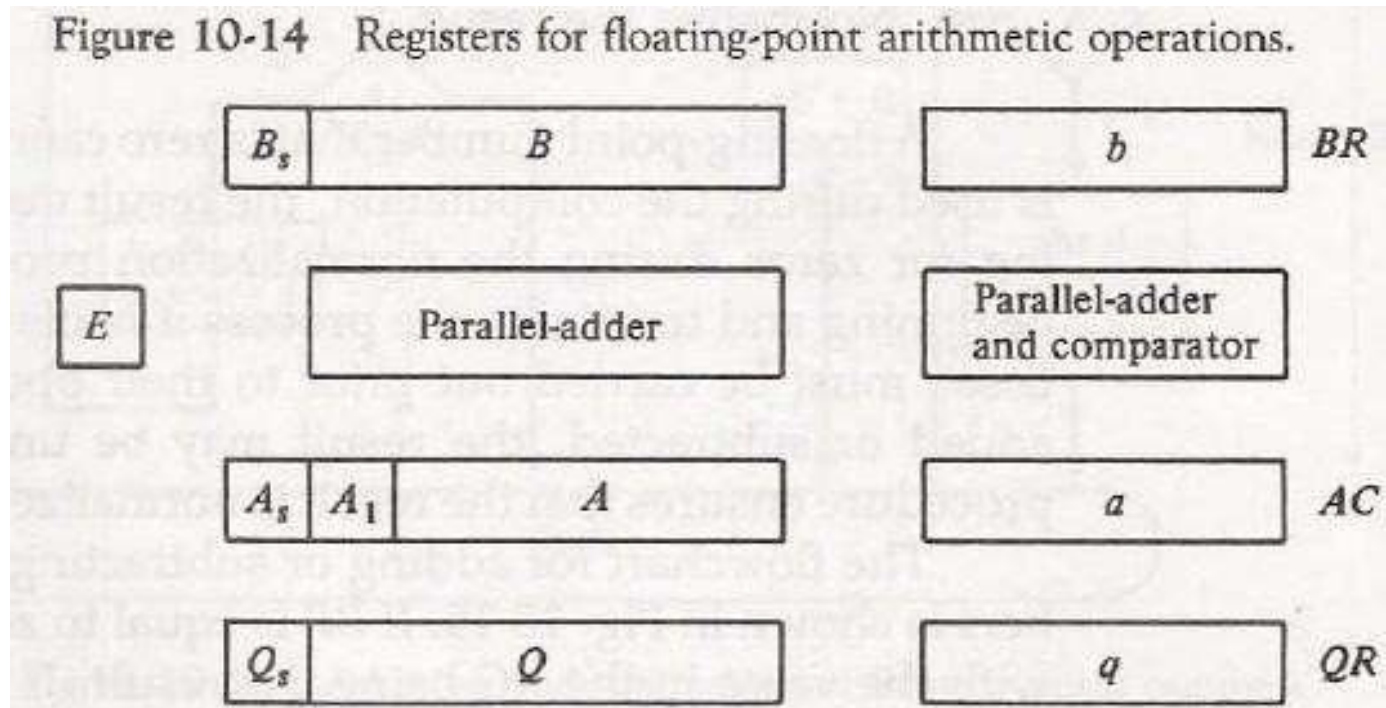 Figure 10-14 Registers for floating-point arithmetic operations.
Bs B b BR
E Parallel-adder Parallel-adder
and comparator
As A1 A a AC
Qs Q q QR